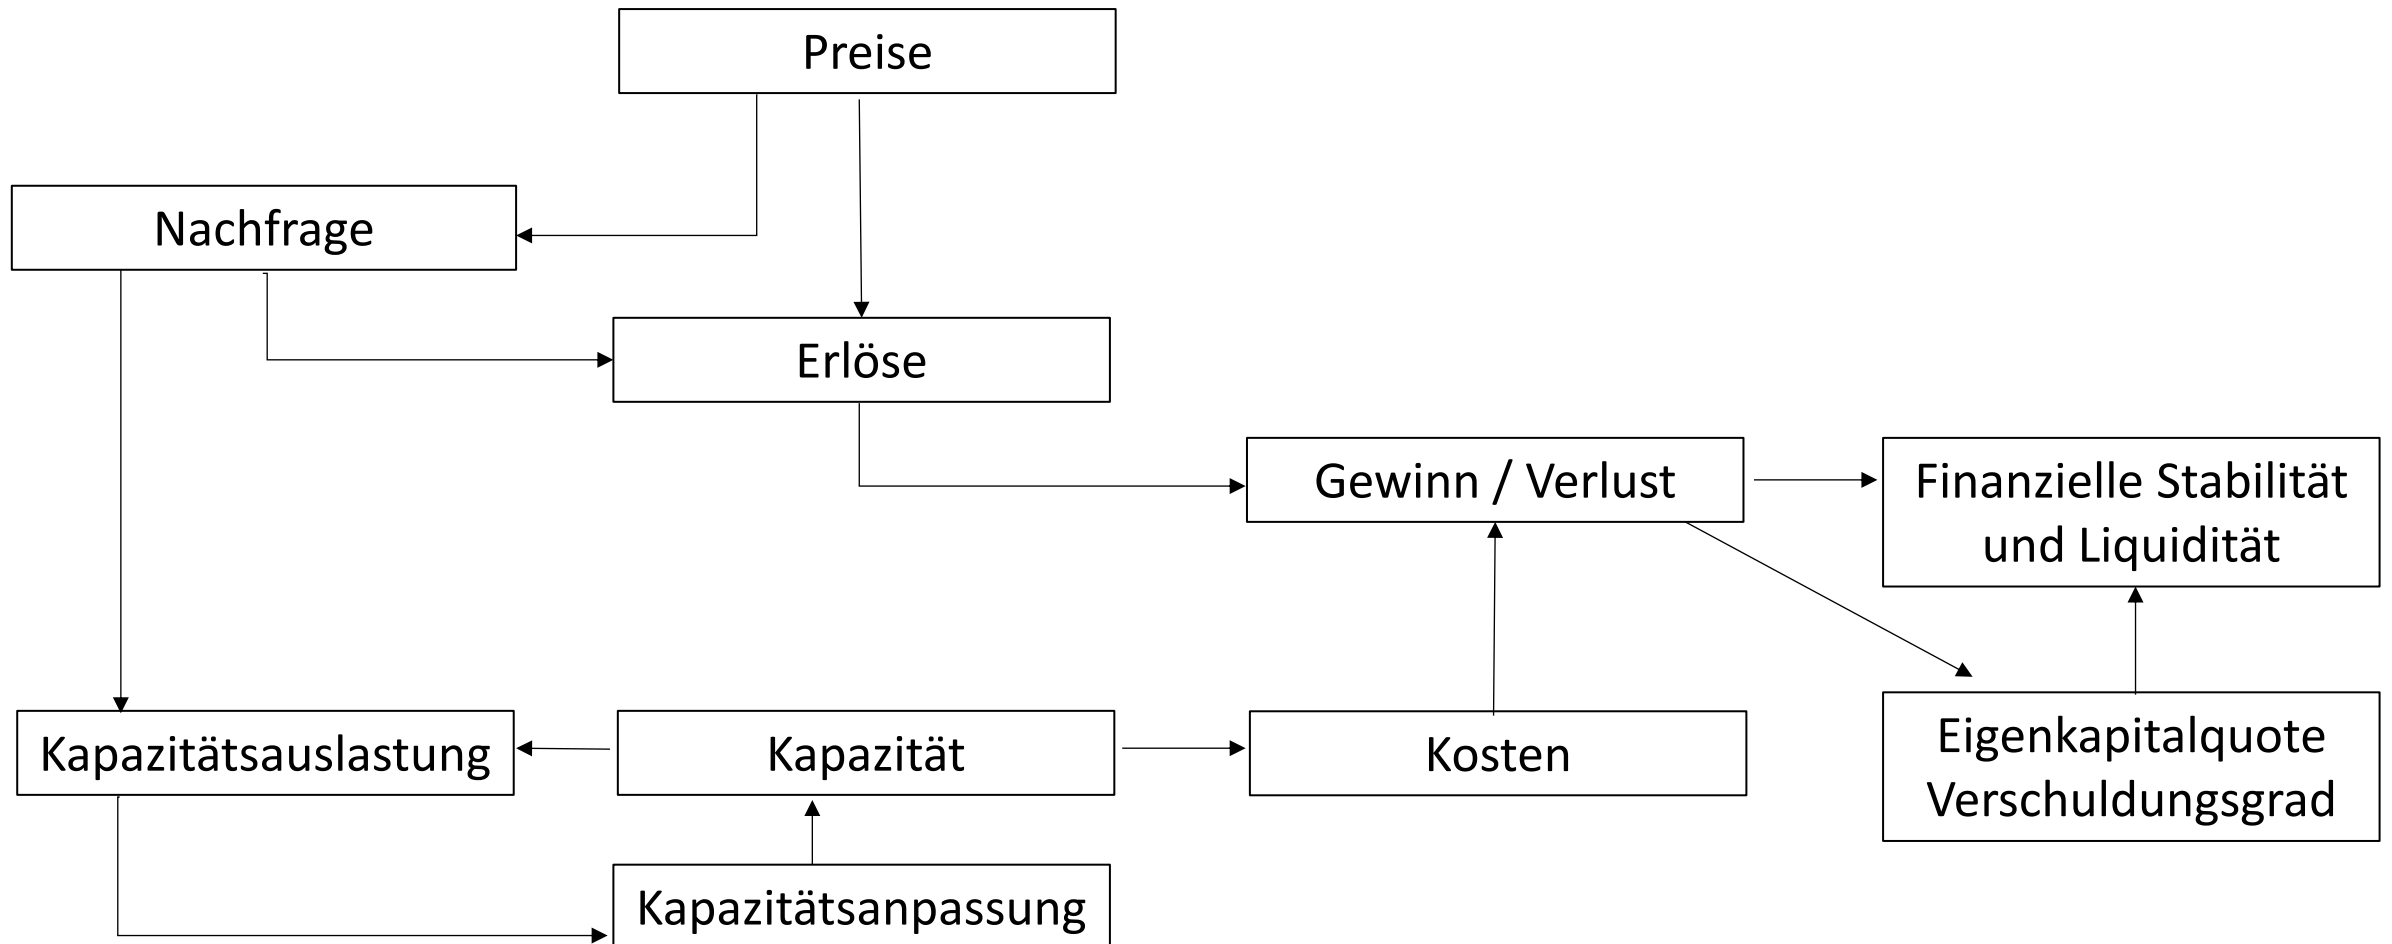 Preise
Nachfrage
Erlöse
Gewinn / Verlust
Finanzielle Stabilität
und Liquidität
Kapazitätsauslastung
Kapazität
Kosten
Eigenkapitalquote
Verschuldungsgrad
Kapazitätsanpassung